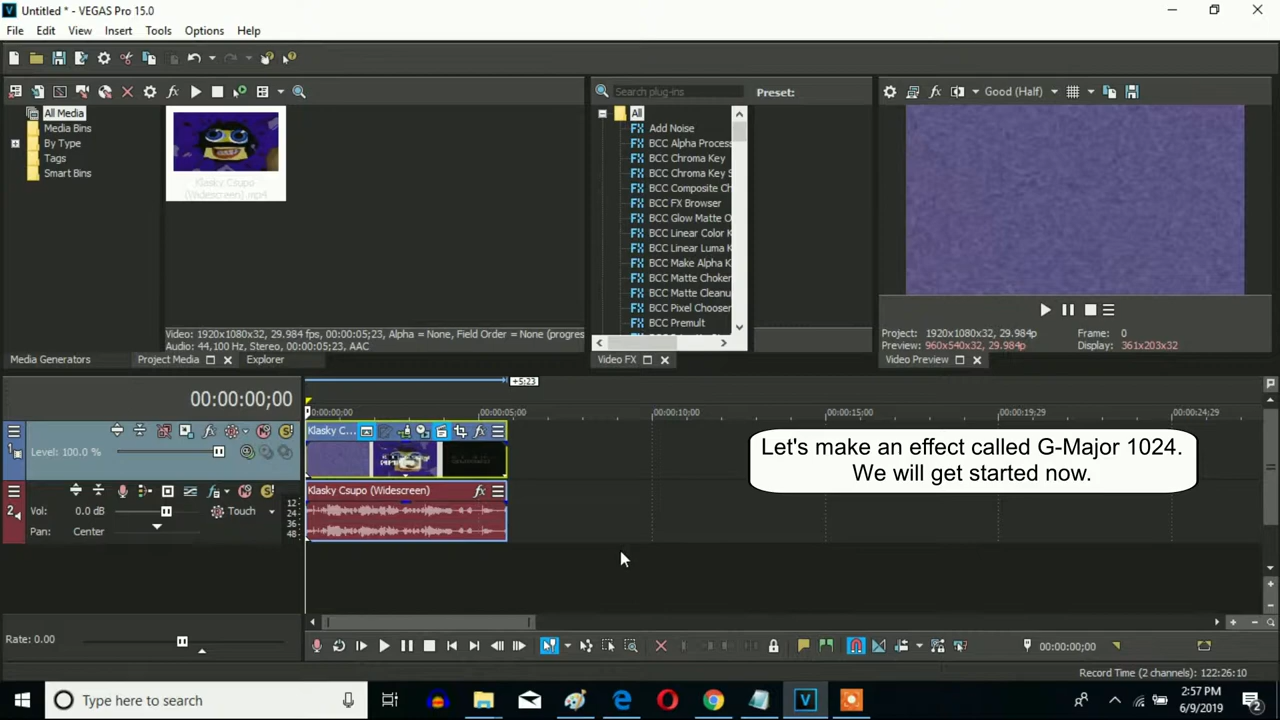 Untitled * - VEGAS Pro 15.0
File Edit View Insert Tools Options Help
Search plug-ins
Preset:
Good (Half)
All Media
Media Bins
By Type
Tags
Smart Bins
Klasky Csupo
(Widescreen).mp4
All
Add Noise
BCC Alpha Process
BCC Chroma Key
BCC Chroma Key S
BCC Composite Ch
BCC FX Browser
BCC Glow Matte O
BCC Linear Color K
BCC Linear Luma K
BCC Make Alpha K
BCC Matte Choker
BCC Matte Cleanu
BCC Pixel Chooser
BCC Premult
Video: 1920x1080x32, 29.984 fps, 00:00:05;23, Alpha = None, Field Order = None (progres
Audio: 44,100 Hz, Stereo, 00:00:05;23, AAC
Project: 1920x1080x32, 29.984p Frame: 0
Preview: 960x540x32, 29.984p Display: 361x203x32
Media Generators Project Media Explorer
Video FX
Video Preview
+5:23
00:00:00;00
00:00:00;00 00:00:05;00 00:00:10;00 00:00:15;00 00:00:19;29 00:00:24;29
1
Level: 100.0 %
Klasky C...
Let's make an effect called G-Major 1024.
We will get started now.
2
Vol: 0.0 dB Touch
Pan: Center
12
24
36
48
Klasky Csupo (Widescreen)
Rate: 0.00
00:00:00;00
Record Time (2 channels): 122:26:10
Type here to search
2:57 PM
6/9/2019
2